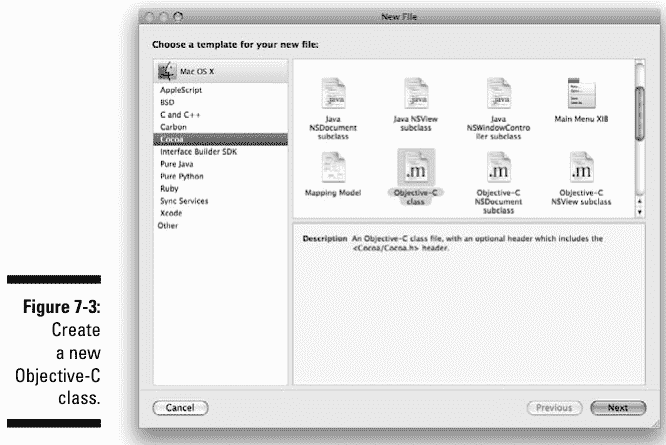 New File
Choose a template for your new file:
Mac OS X
AppleScript
BSD
C and C++
Carbon
Cocoa
Interface Builder SDK
Pure Java
Pure Python
Ruby
Sync Services
Xcode
Other
java
java
java
Java
NSDocument
subclass
Java NSView
subclass
Java
NSWindowContro
ller subclass
Main Menu XIB
.m
.m
.m
Mapping Model
Objective-C
class
Objective-C
NSDocument
subclass
Objective-C
NSView subclass
Description An Objective-C class file, with an optional header which includes the
<Cocoa/Cocoa.h> header.
Cancel
Previous
Next
Figure 7-3:
Create
a new
Objective-C
class.